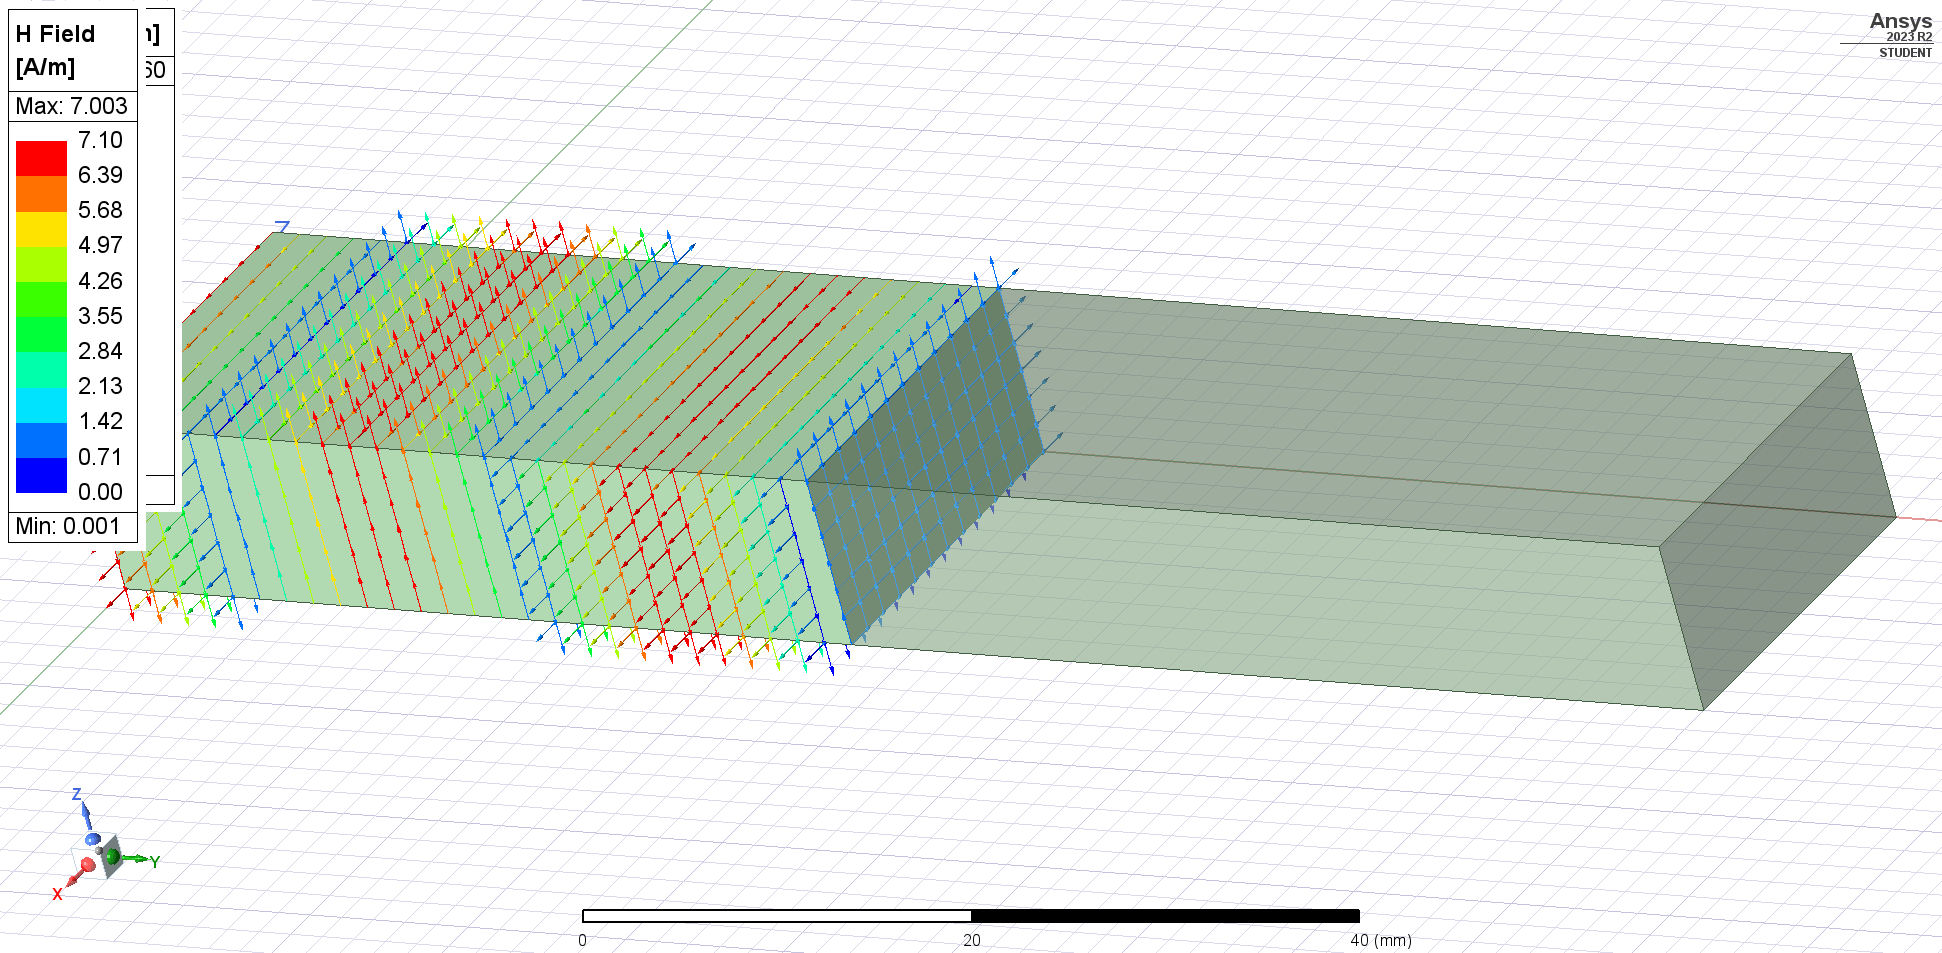 H Field
[A/m]
Max: 7.003
7.10
6.39
5.68
4.97
4.26
3.55
2.84
2.13
1.42
0.71
0.00
Min: 0.001
]
60
Ansys
2023 R2
STUDENT
Z
Z
Y
X
0
20
40 (mm)